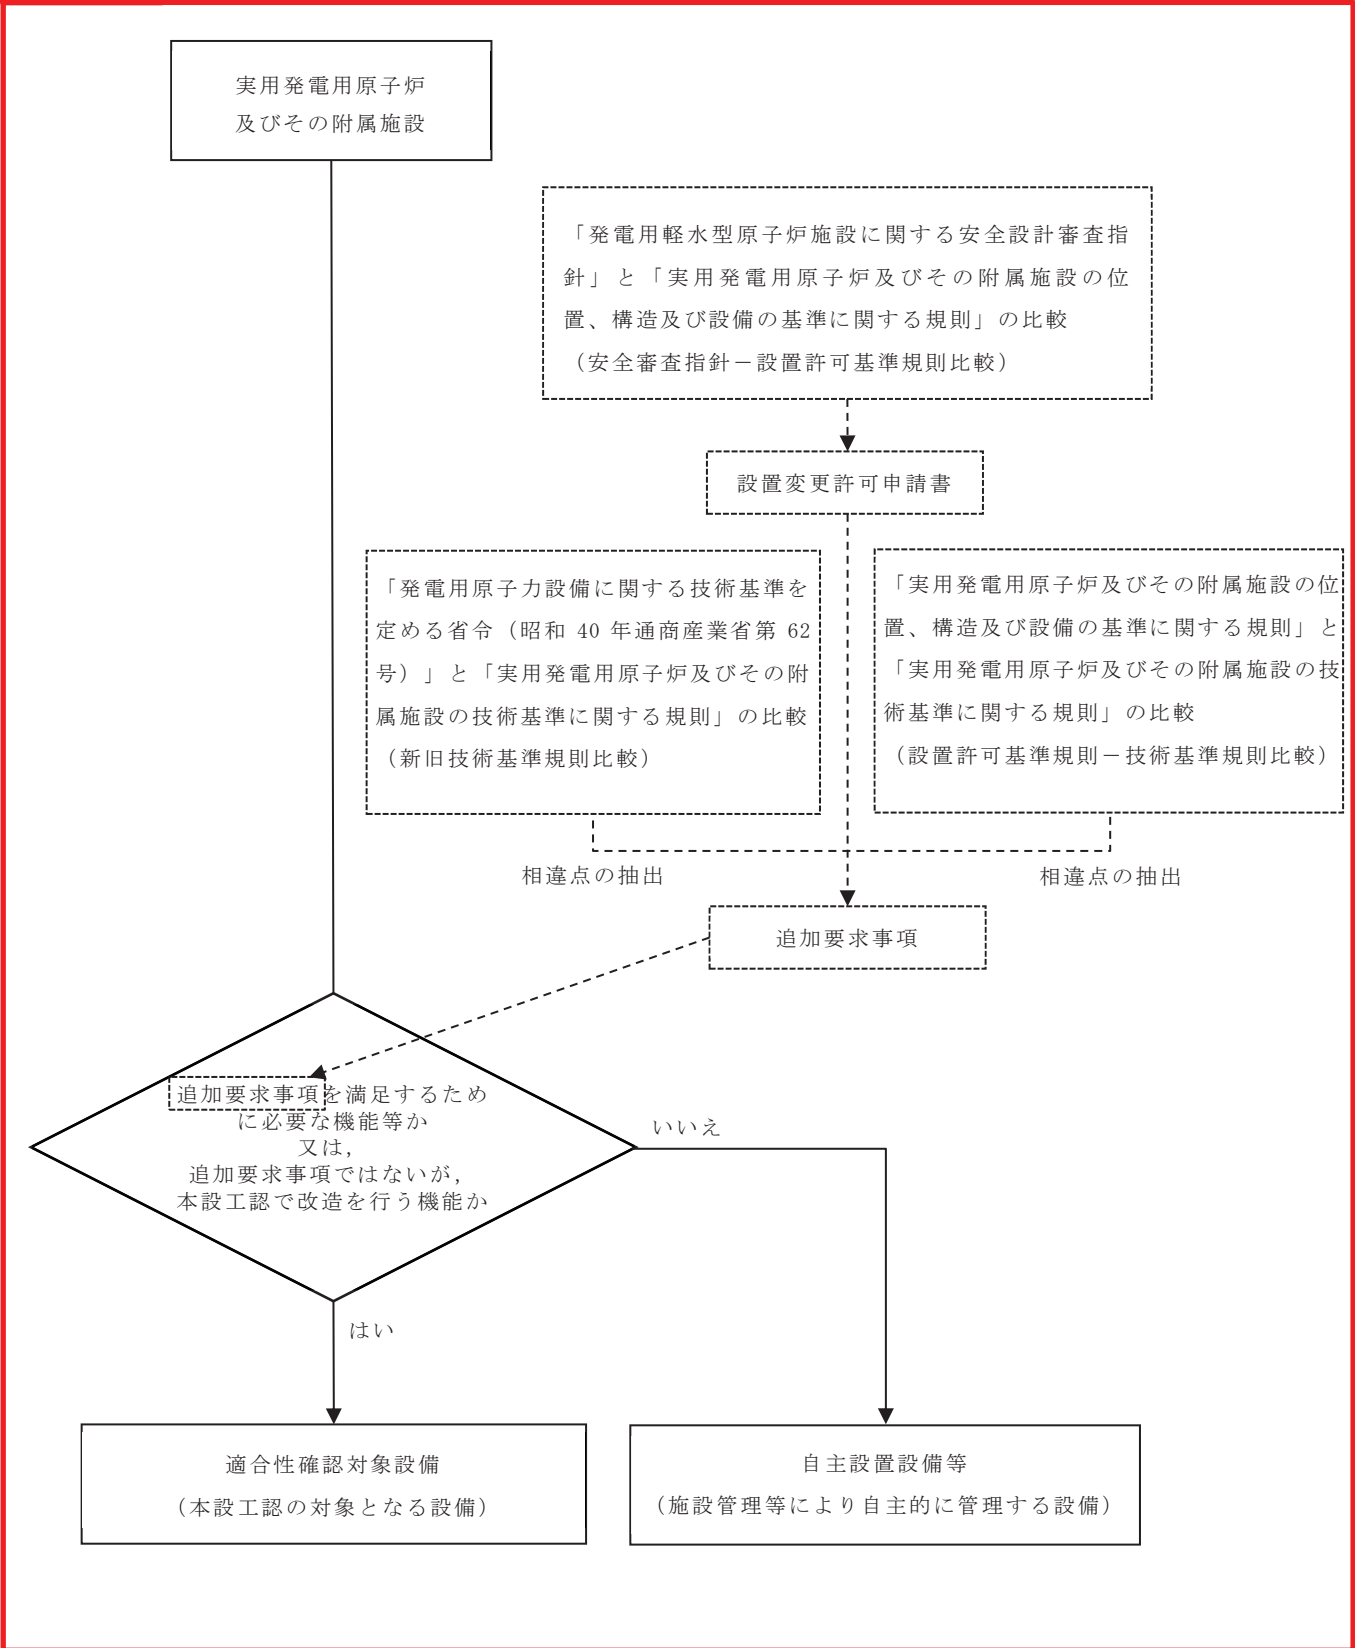 実用発電用原子炉
及びその附属施設
「発電用軽水型原子炉施設に関する安全設計審査指
針」と「実用発電用原子炉及びその附属施設の位
置、構造及び設備の基準に関する規則」の比較
（安全審査指針－設置許可基準規則比較）
設置変更許可申請書
「発電用原子力設備に関する技術基準を
定める省令（昭和 40 年通商産業省第 62
号）」と「実用発電用原子炉及びその附
属施設の技術基準に関する規則」の比較
（新旧技術基準規則比較）
「実用発電用原子炉及びその附属施設の位
置、構造及び設備の基準に関する規則」と
「実用発電用原子炉及びその附属施設の技
術基準に関する規則」の比較
（設置許可基準規則－技術基準規則比較）
相違点の抽出
相違点の抽出
追加要求事項
追加要求事項を満足するため
に必要な機能等か
又は，
追加要求事項ではないが，
本設工認で改造を行う機能か
いいえ
はい
適合性確認対象設備
（本設工認の対象となる設備）
自主設置設備等
（施設管理等により自主的に管理する設備）